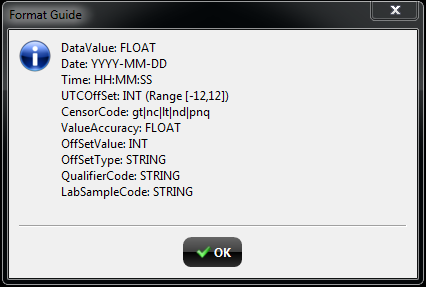 Format Guide
DataValue: FLOAT
Date: YYYY-MM-DD
Time: HH:MM:SS
UTCOffSet: INT (Range [-12,12])
CensorCode: gt|nc|lt|nd|pnq
ValueAccuracy: FLOAT
OffSetValue: INT
OffSetType: STRING
QualifierCode: STRING
LabSampleCode: STRING
OK